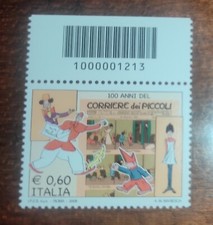 1000001213
100 ANNI DEL
CORRIERE dei PICCOLI
€ 0,60
ITALIA